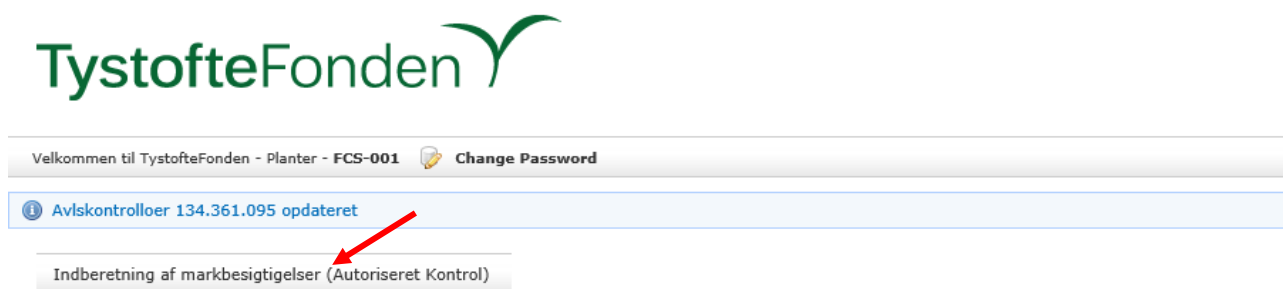 TystofteFonden
Velkommen til TystofteFonden - Planter - FCS-001 Change Password
Avlskontrolloer 134.361.095 opdateret
Indberetning af markbesigtigelser (Autoriseret Kontrol)